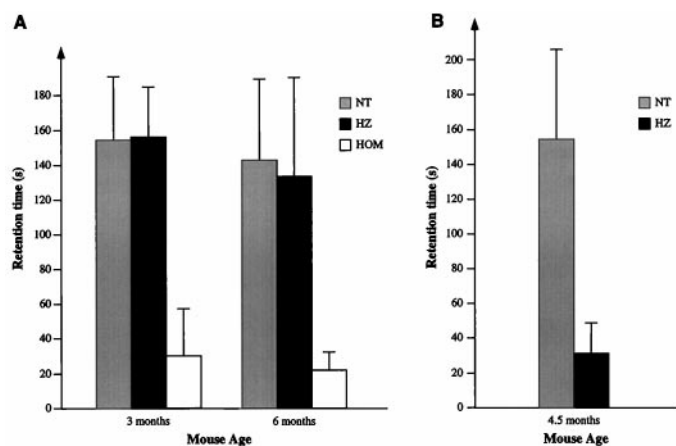 A
Retention time (s)
180
160
140
120
100
80
60
40
20
0
NT
HZ
HOM
3 months
6 months
Mouse Age
B
Retention time (s)
200
180
160
140
120
100
80
60
40
20
0
NT
HZ
4.5 months
Mouse Age